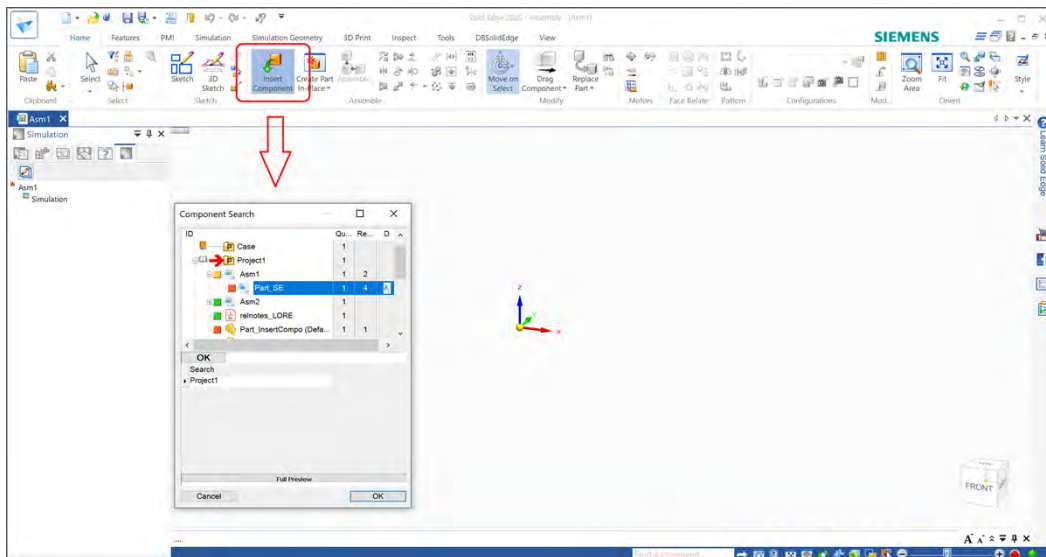 Solid Edge 2020 - Assembly - [Asm1]
Home Features PMI Simulation Simulation Geometry 3D Print Inspect Tools DBSolidEdge View SIEMENS
Paste Select Sketch 3D Sketch Insert Component Create Part In-Place Assemble Move on Select Drag Component Replace Part Zoom Area Fit Style
Clipboard Select Sketch Assemble Modify Motors Face Relate Pattern Configurations Mod... Orient
Asm1
Simulation
Learn Solid Edge
Asm1
Simulation
Component Search
ID Qu... Re... D
Case 1
Project1 1
Asm1 1 2
Part_SE 1 4
Asm2 1
relnotes_LORE 1
Part_InsertCompo (Defa... 1 1
OK
Search
Project1
Full Preview
Cancel OK
z
Y
x
FRONT
...
Find a command